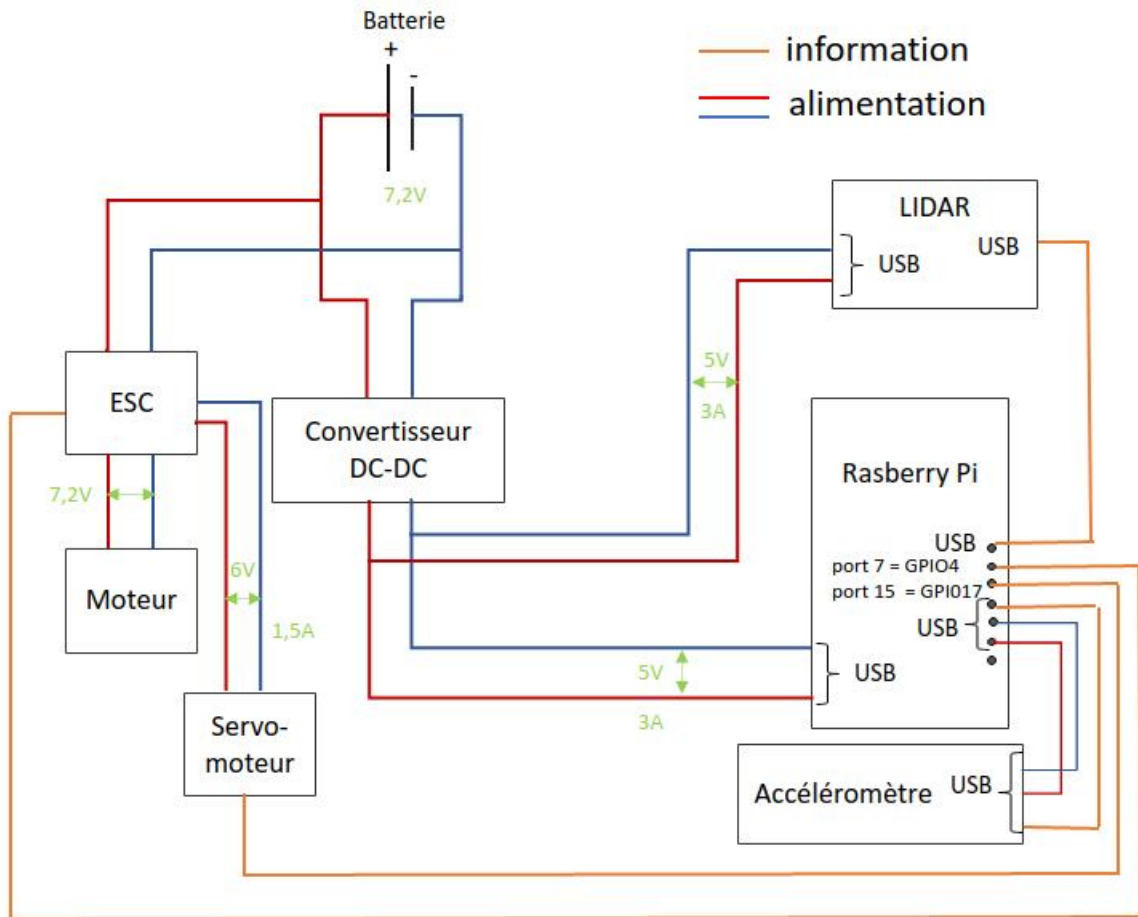 Batterie
+
-
information
alimentation
7,2V
LIDAR
USB
USB
5V
3A
ESC
Convertisseur
DC-DC
Rasberry Pi
7,2V
USB
port 7 = GPIO4
port 15 = GPI017
USB
6V
Moteur
1,5A
5V
USB
3A
Servo-
moteur
Accéléromètre
USB